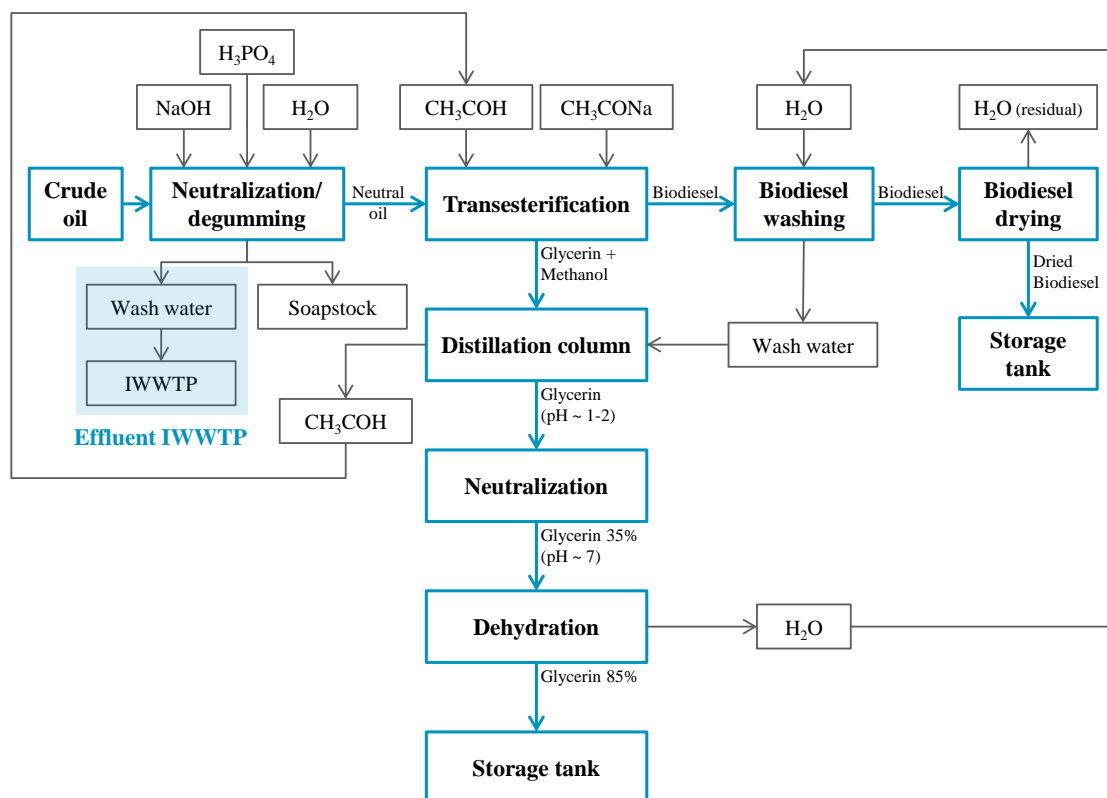 H₃PO₄
NaOH
H₂O
CH₃COH
CH₃CONa
H₂O
H₂O (residual)
Crude
oil
Neutralization/
degumming
Neutral
oil
Transesterification
Biodiesel
Biodiesel
washing
Biodiesel
Biodiesel
drying
Glycerin +
Methanol
Dried
Biodiesel
Wash water
Soapstock
Distillation column
Wash water
Storage
tank
IWWTP
Effluent IWWTP
CH₃COH
Glycerin
(pH ~ 1-2)
Neutralization
Glycerin 35%
(pH ~ 7)
Dehydration
H₂O
Glycerin 85%
Storage tank